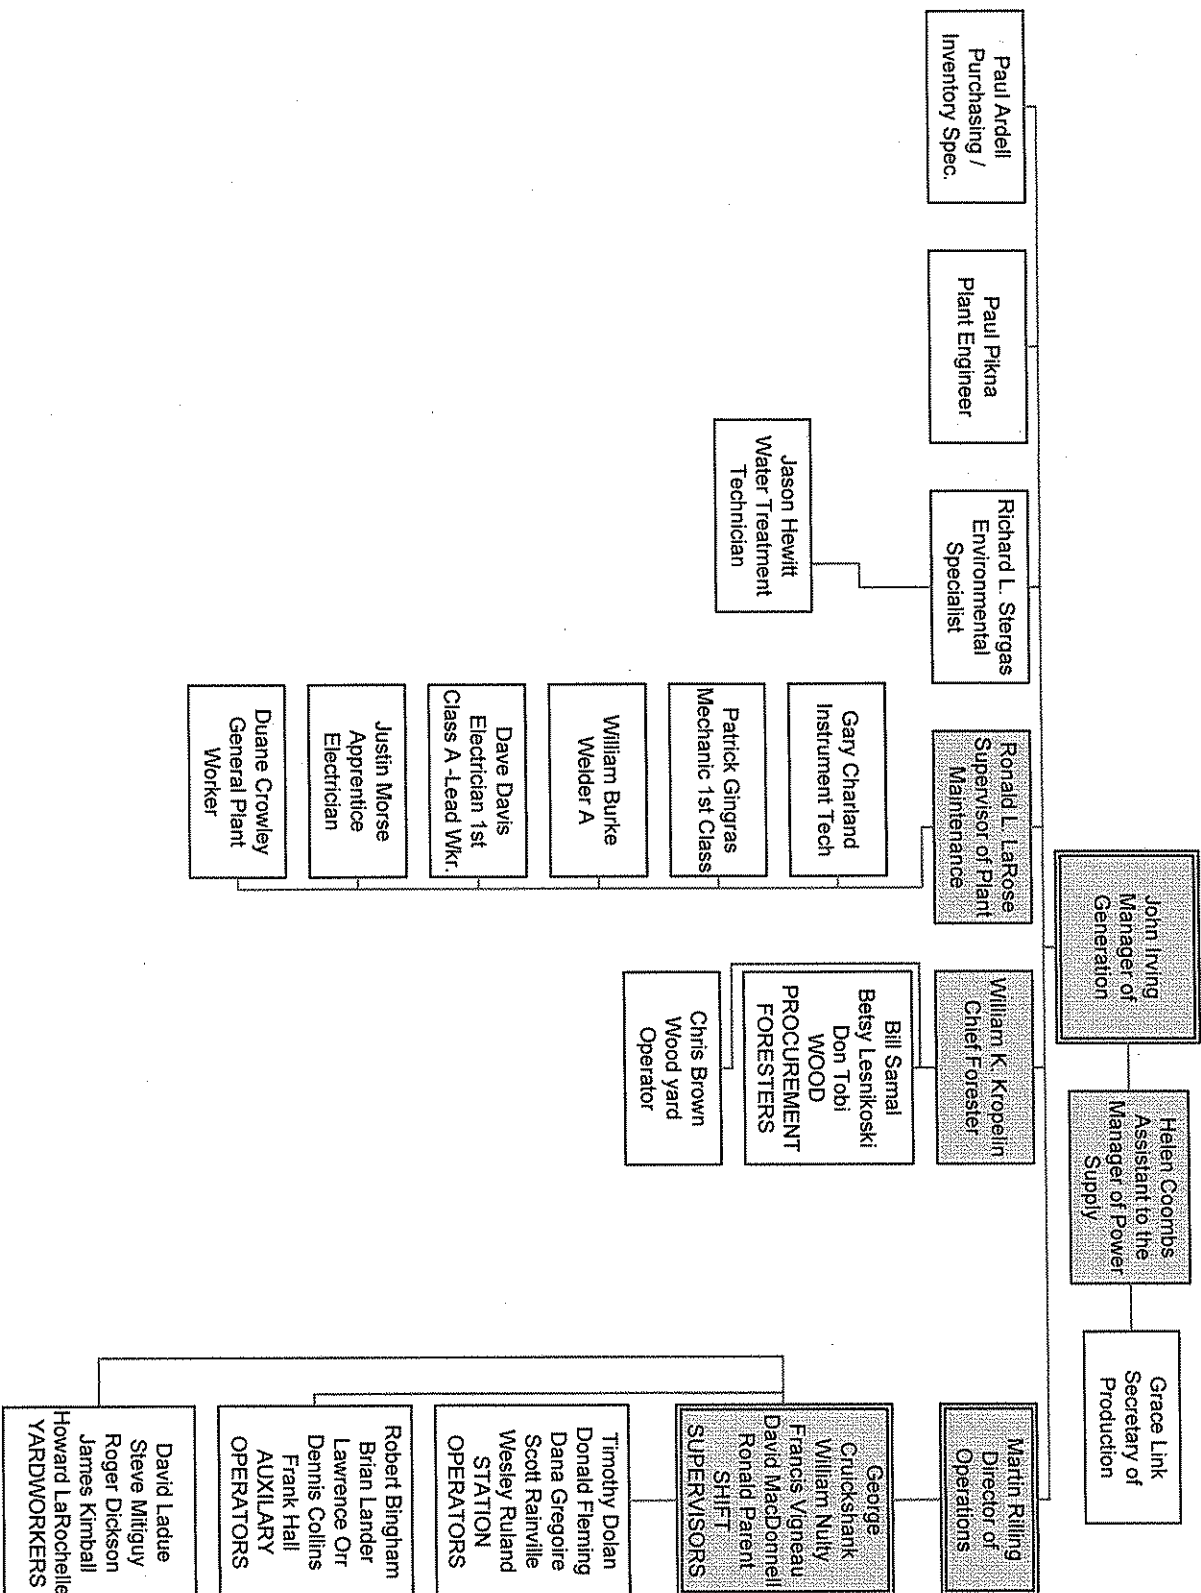 John Irving
Manager of
Generation
Helen Coombs
Assistant to the
Manager of Power
Supply
Grace Link
Secretary of
Production
Paul Ardell
Purchasing /
Inventory Spec.
Paul Pikna
Plant Engineer
Richard L. Stergas
Environmental
Specialist
Ronald L. LaRose
Supervisor of Plant
Maintenance
William K. Kropelin
Chief Forester
Martin Rilling
Director of
Operations
Jason Hewitt
Water Treatment
Technician
Gary Charland
Instrument Tech
Patrick Gingras
Mechanic 1st Class
William Burke
Welder A
Dave Davis
Electrician 1st
Class A -Lead Wkr.
Justin Morse
Apprentice
Electrician
Duane Crowley
General Plant
Worker
Bill Samal
Betsy Lesnikoski
Don Tobi
WOOD
PROCUREMENT
FORESTERS
Chris Brown
Wood yard
Operator
George
Cruickshank
William Nulty
Francis Vigneau
David MacDonnell
Ronald Parent
SHIFT
SUPERVISORS
Timothy Dolan
Donald Fleming
Dana Gregoire
Scott Rainville
Wesley Ruland
STATION
OPERATORS
Robert Bingham
Brian Lander
Lawrence Orr
Dennis Collins
Frank Hall
AUXILARY
OPERATORS
David Ladue
Steve Mitiguy
Roger Dickson
James Kimball
Howard LaRochelle
YARDWORKERS